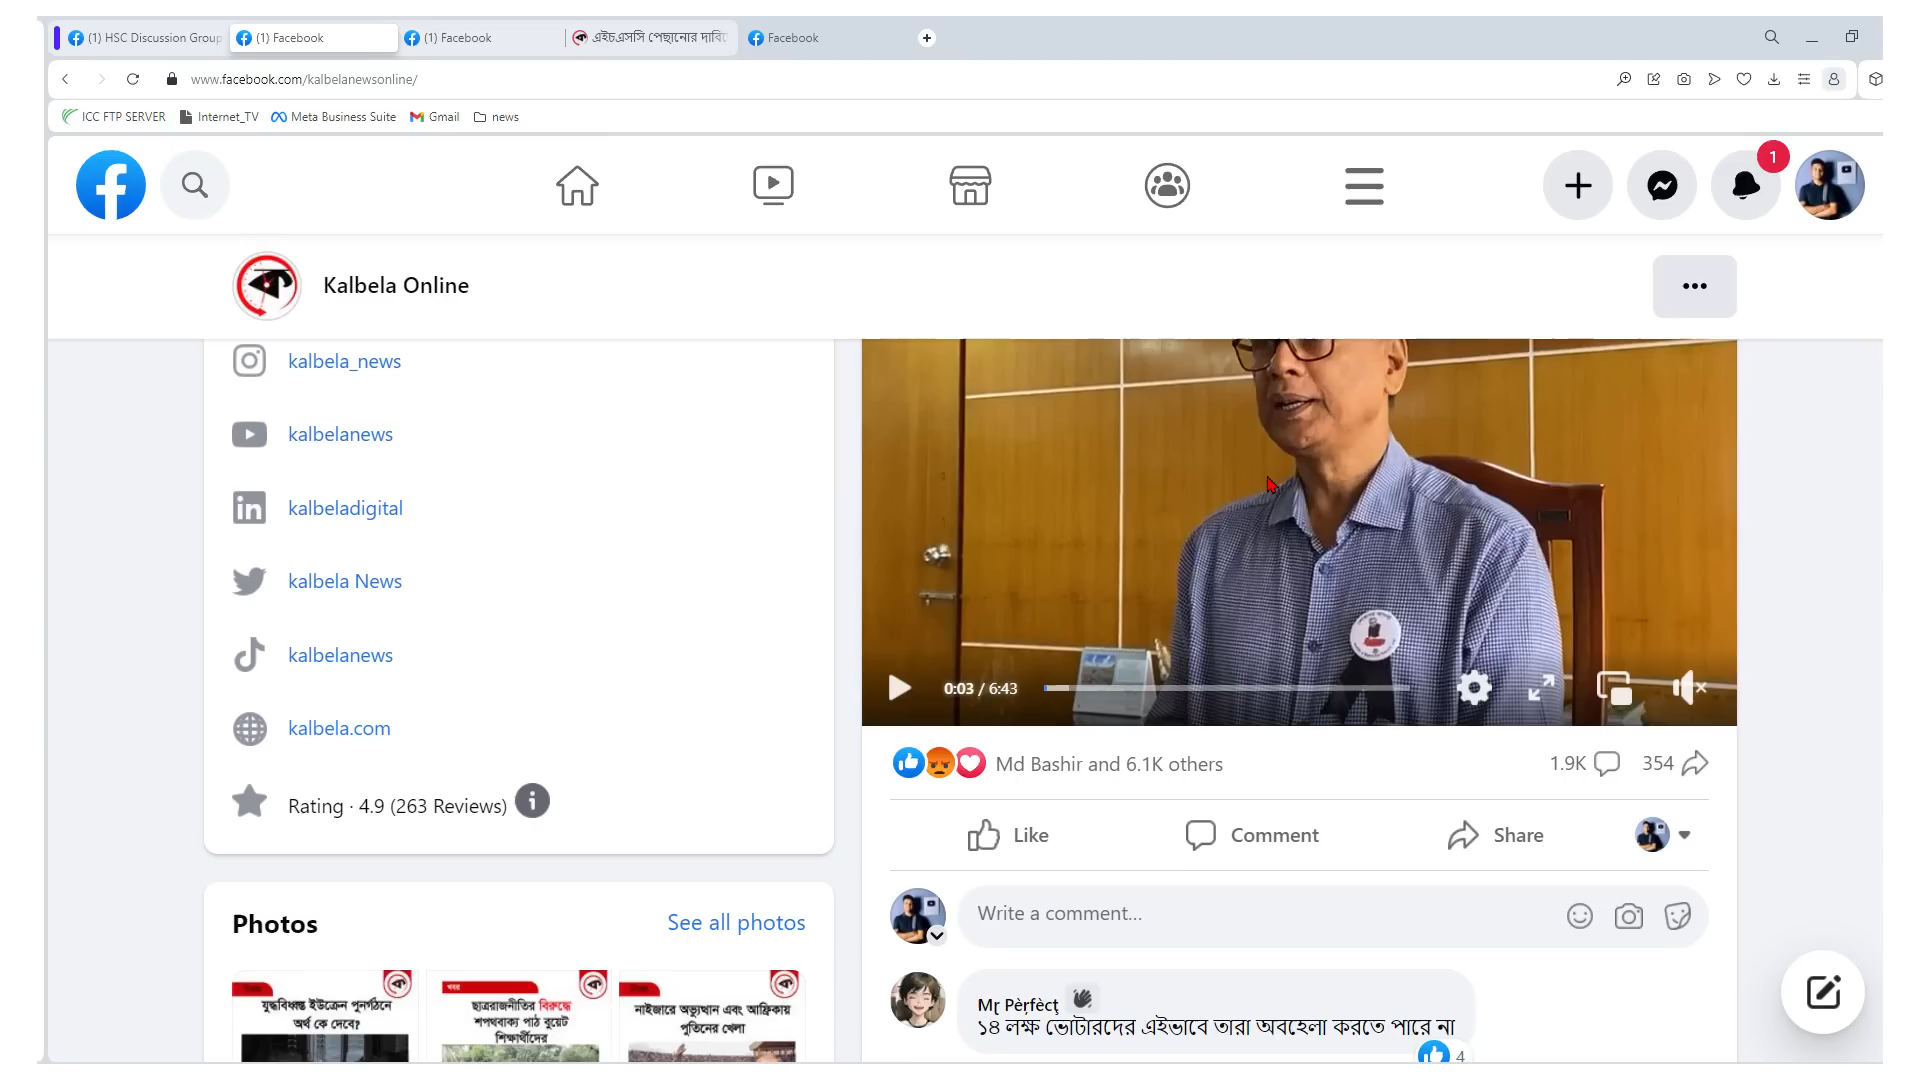 (1) HSC Discussion Group
(1) Facebook
(1) Facebook
এইচএসসি পেছানোর দাবিতে
Facebook
www.facebook.com/kalbelanewsonline/
ICC FTP SERVER
Internet_TV
Meta Business Suite
Gmail
news
1
Kalbela Online
kalbela_news
kalbelanews
kalbeladigital
kalbela News
kalbelanews
kalbela.com
Rating · 4.9 (263 Reviews)
Photos
See all photos
যুদ্ধবিধ্বস্ত ইউক্রেন পুনর্গঠনে
অর্থ কে দেবে?
খবর
ছাত্ররাজনীতির বিরুদ্ধে
শপথবাক্য পাঠ বুয়েট
শিক্ষার্থীদের
নাইজারে অভ্যুত্থান এবং আফ্রিকায়
পুতিনের খেলা
0:03 / 6:43
Md Bashir and 6.1K others
1.9K
354
Like
Comment
Share
Write a comment...
Mɽ Pèŗfècţ
১৪ লক্ষ ভোটারদের এইভাবে তারা অবহেলা করতে পারে না
4